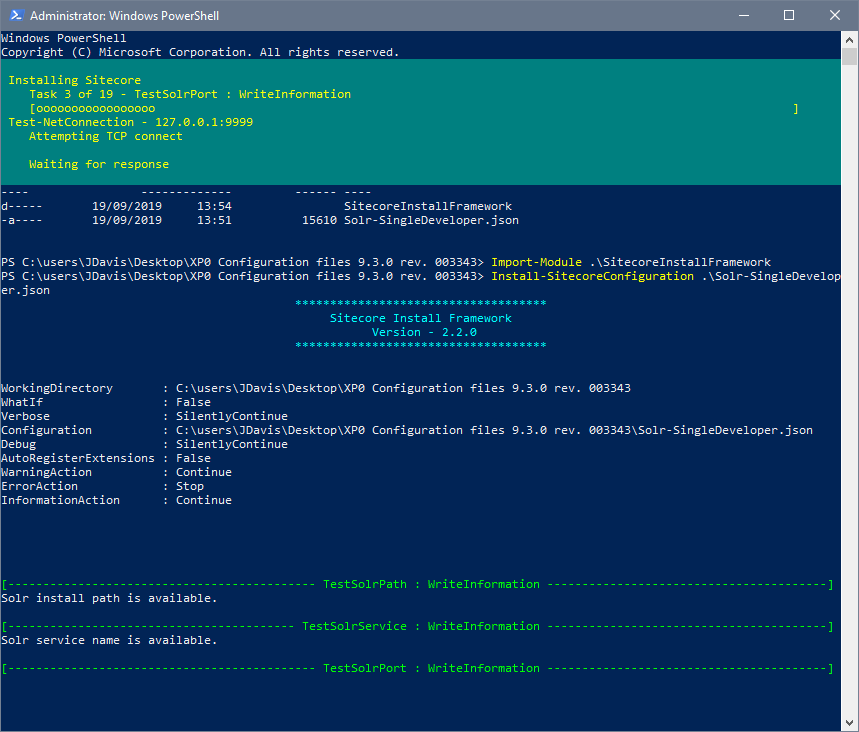 Administrator: Windows PowerShell
Windows PowerShell
Copyright (C) Microsoft Corporation. All rights reserved.
Installing Sitecore
Task 3 of 19 - TestSolrPort : WriteInformation
[ooooooooooooooooo                                                                                           ]
Test-NetConnection - 127.0.0.1:9999
Attempting TCP connect
Waiting for response
----                -------------         ------ ----
d-----       19/09/2019     13:54                SitecoreInstallFramework
-a----       19/09/2019     13:51          15610 Solr-SingleDeveloper.json
PS C:\users\JDavis\Desktop\XP0 Configuration files 9.3.0 rev. 003343> Import-Module .\SitecoreInstallFramework
PS C:\users\JDavis\Desktop\XP0 Configuration files 9.3.0 rev. 003343> Install-SitecoreConfiguration .\Solr-SingleDevelop
er.json
************************************
Sitecore Install Framework
Version - 2.2.0
************************************
WorkingDirectory       : C:\users\JDavis\Desktop\XP0 Configuration files 9.3.0 rev. 003343
WhatIf                 : False
Verbose                : SilentlyContinue
Configuration          : C:\users\JDavis\Desktop\XP0 Configuration files 9.3.0 rev. 003343\Solr-SingleDeveloper.json
Debug                  : SilentlyContinue
AutoRegisterExtensions : False
WarningAction          : Continue
ErrorAction            : Stop
InformationAction      : Continue
[-------------------------------------------- TestSolrPath : WriteInformation ----------------------------------------]
Solr install path is available.
[----------------------------------------- TestSolrService : WriteInformation ----------------------------------------]
Solr service name is available.
[-------------------------------------------- TestSolrPort : WriteInformation ----------------------------------------]